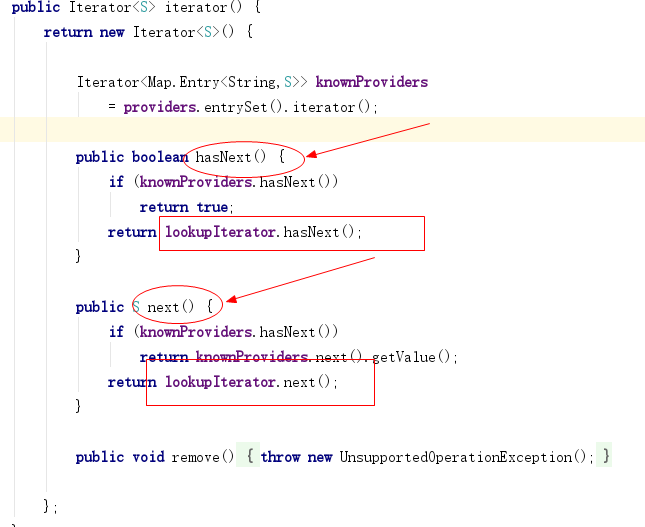 public Iterator<S> iterator() {
return new Iterator<S>() {
Iterator<Map.Entry<String,S>> knownProviders
= providers.entrySet().iterator();
public boolean hasNext() {
if (knownProviders.hasNext())
return true;
return lookupIterator.hasNext();
}
public S next() {
if (knownProviders.hasNext())
return knownProviders.next().getValue();
return lookupIterator.next();
}
public void remove() { throw new UnsupportedOperationException(); }
};